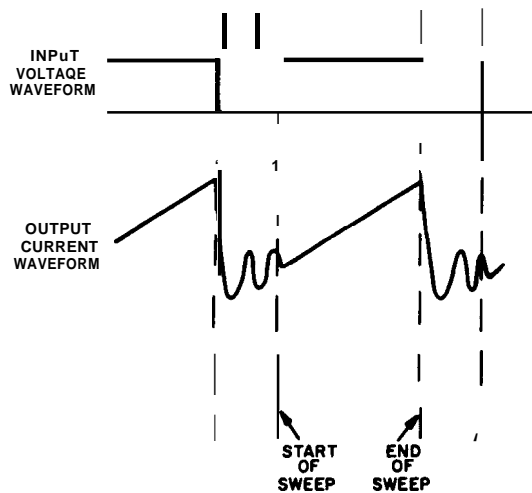 INPuT
VOLTAQE
WAVEFORM
1
OUTPUT
CURRENT
WAVEFORM
START
OF
SWEEP
END
OF
SWEEP